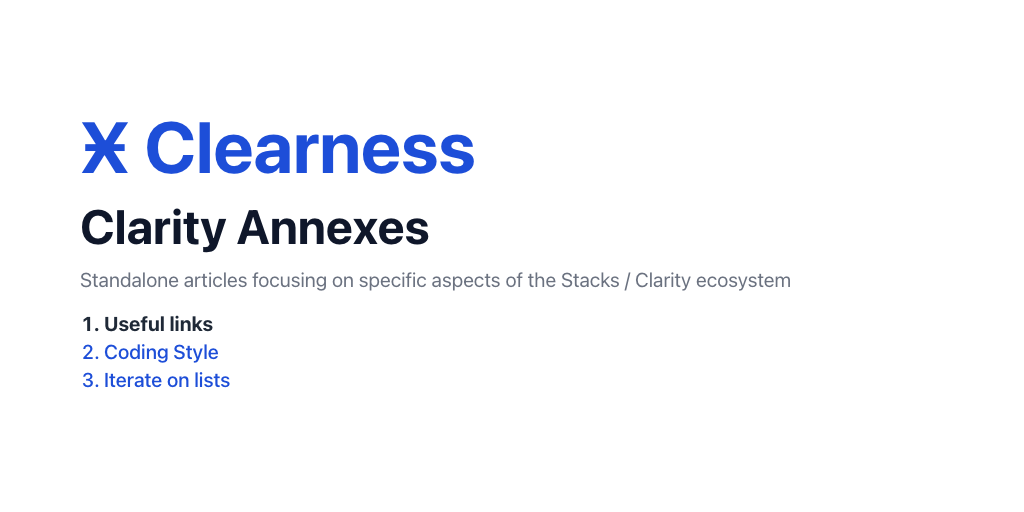 Ӿ Clearness
Clarity Annexes
Standalone articles focusing on specific aspects of the Stacks / Clarity ecosystem
1. Useful links
2. Coding Style
3. Iterate on lists